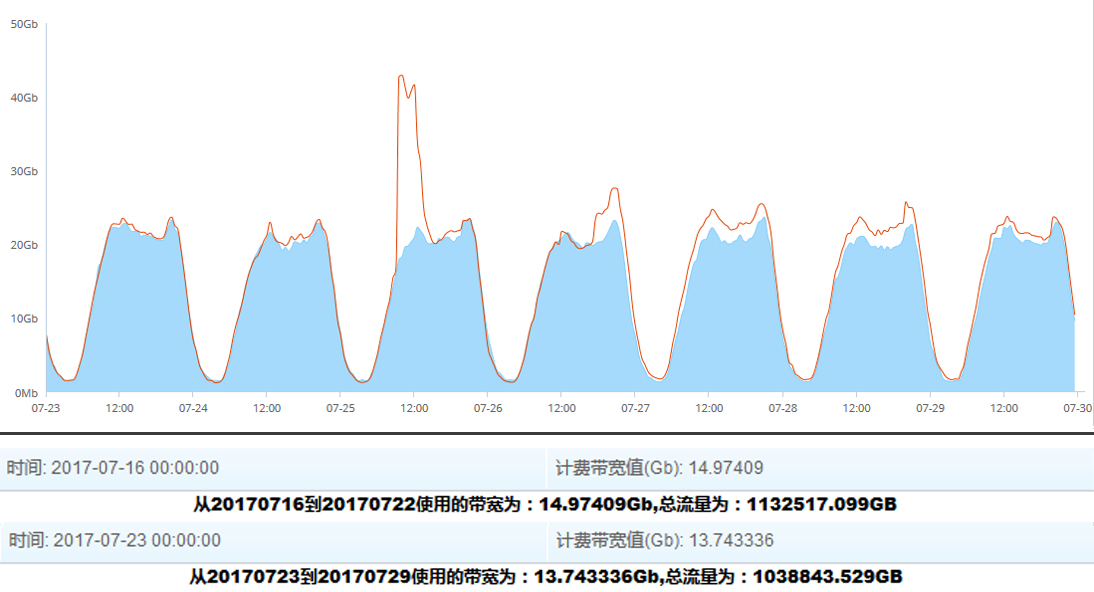 50Gb
40Gb
30Gb
20Gb
10Gb
0Mb
07-23 12:00 07-24 12:00 07-25 12:00 07-26 12:00 07-27 12:00 07-28 12:00 07-29 12:00 07-30
时间: 2017-07-16 00:00:00 计费带宽值(Gb): 14.97409
从20170716到20170722使用的带宽为：14.97409Gb,总流量为：1132517.099GB
时间: 2017-07-23 00:00:00 计费带宽值(Gb): 13.743336
从20170723到20170729使用的带宽为：13.743336Gb,总流量为：1038843.529GB